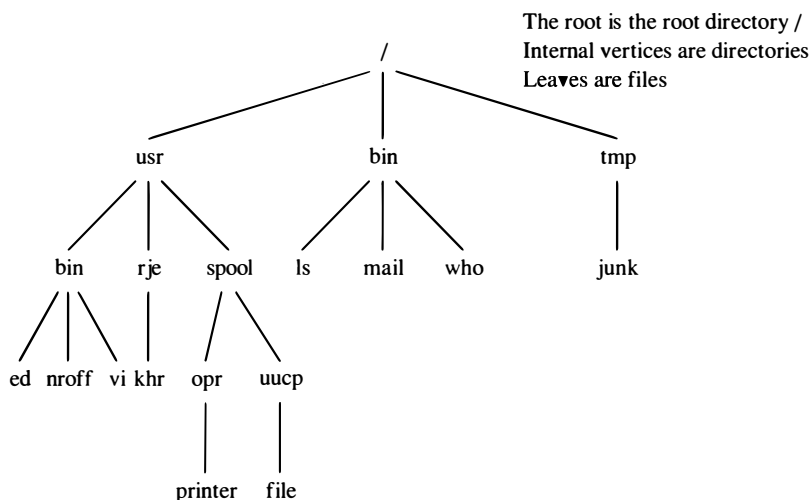 The root is the root directory /
Internal vertices are directories
Leaves are files
/
usr bin tmp
bin rje spool ls mail who junk
ed nroff vi khr opr uucp
printer file